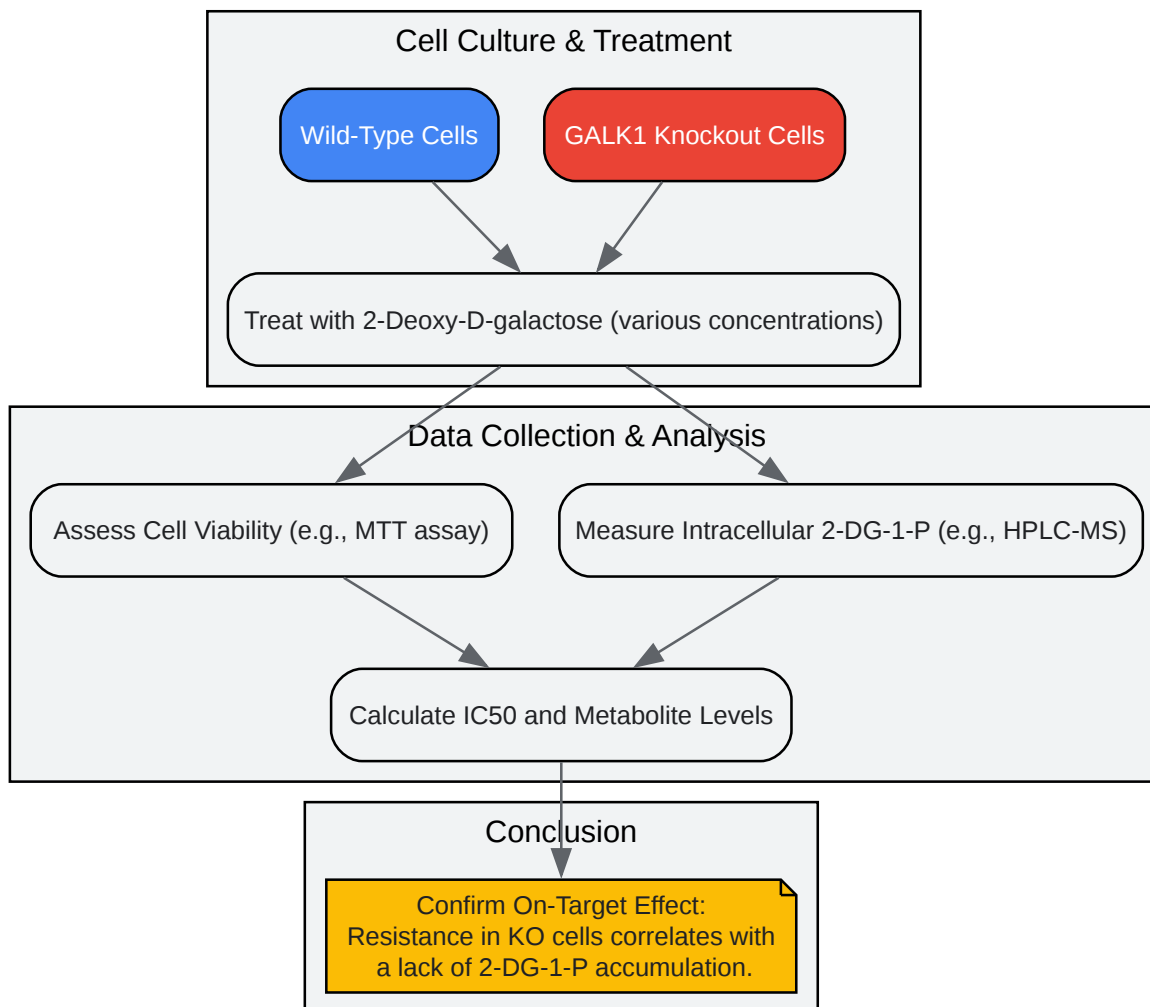 Cell Culture & Treatment
Wild-Type Cells
GALK1 Knockout Cells
Treat with 2-Deoxy-D-galactose (various concentrations)
Data Collection & Analysis
Assess Cell Viability (e.g., MTT assay)
Measure Intracellular 2-DG-1-P (e.g., HPLC-MS)
Calculate IC50 and Metabolite Levels
Conclusion
Confirm On-Target Effect:
Resistance in KO cells correlates with
a lack of 2-DG-1-P accumulation.